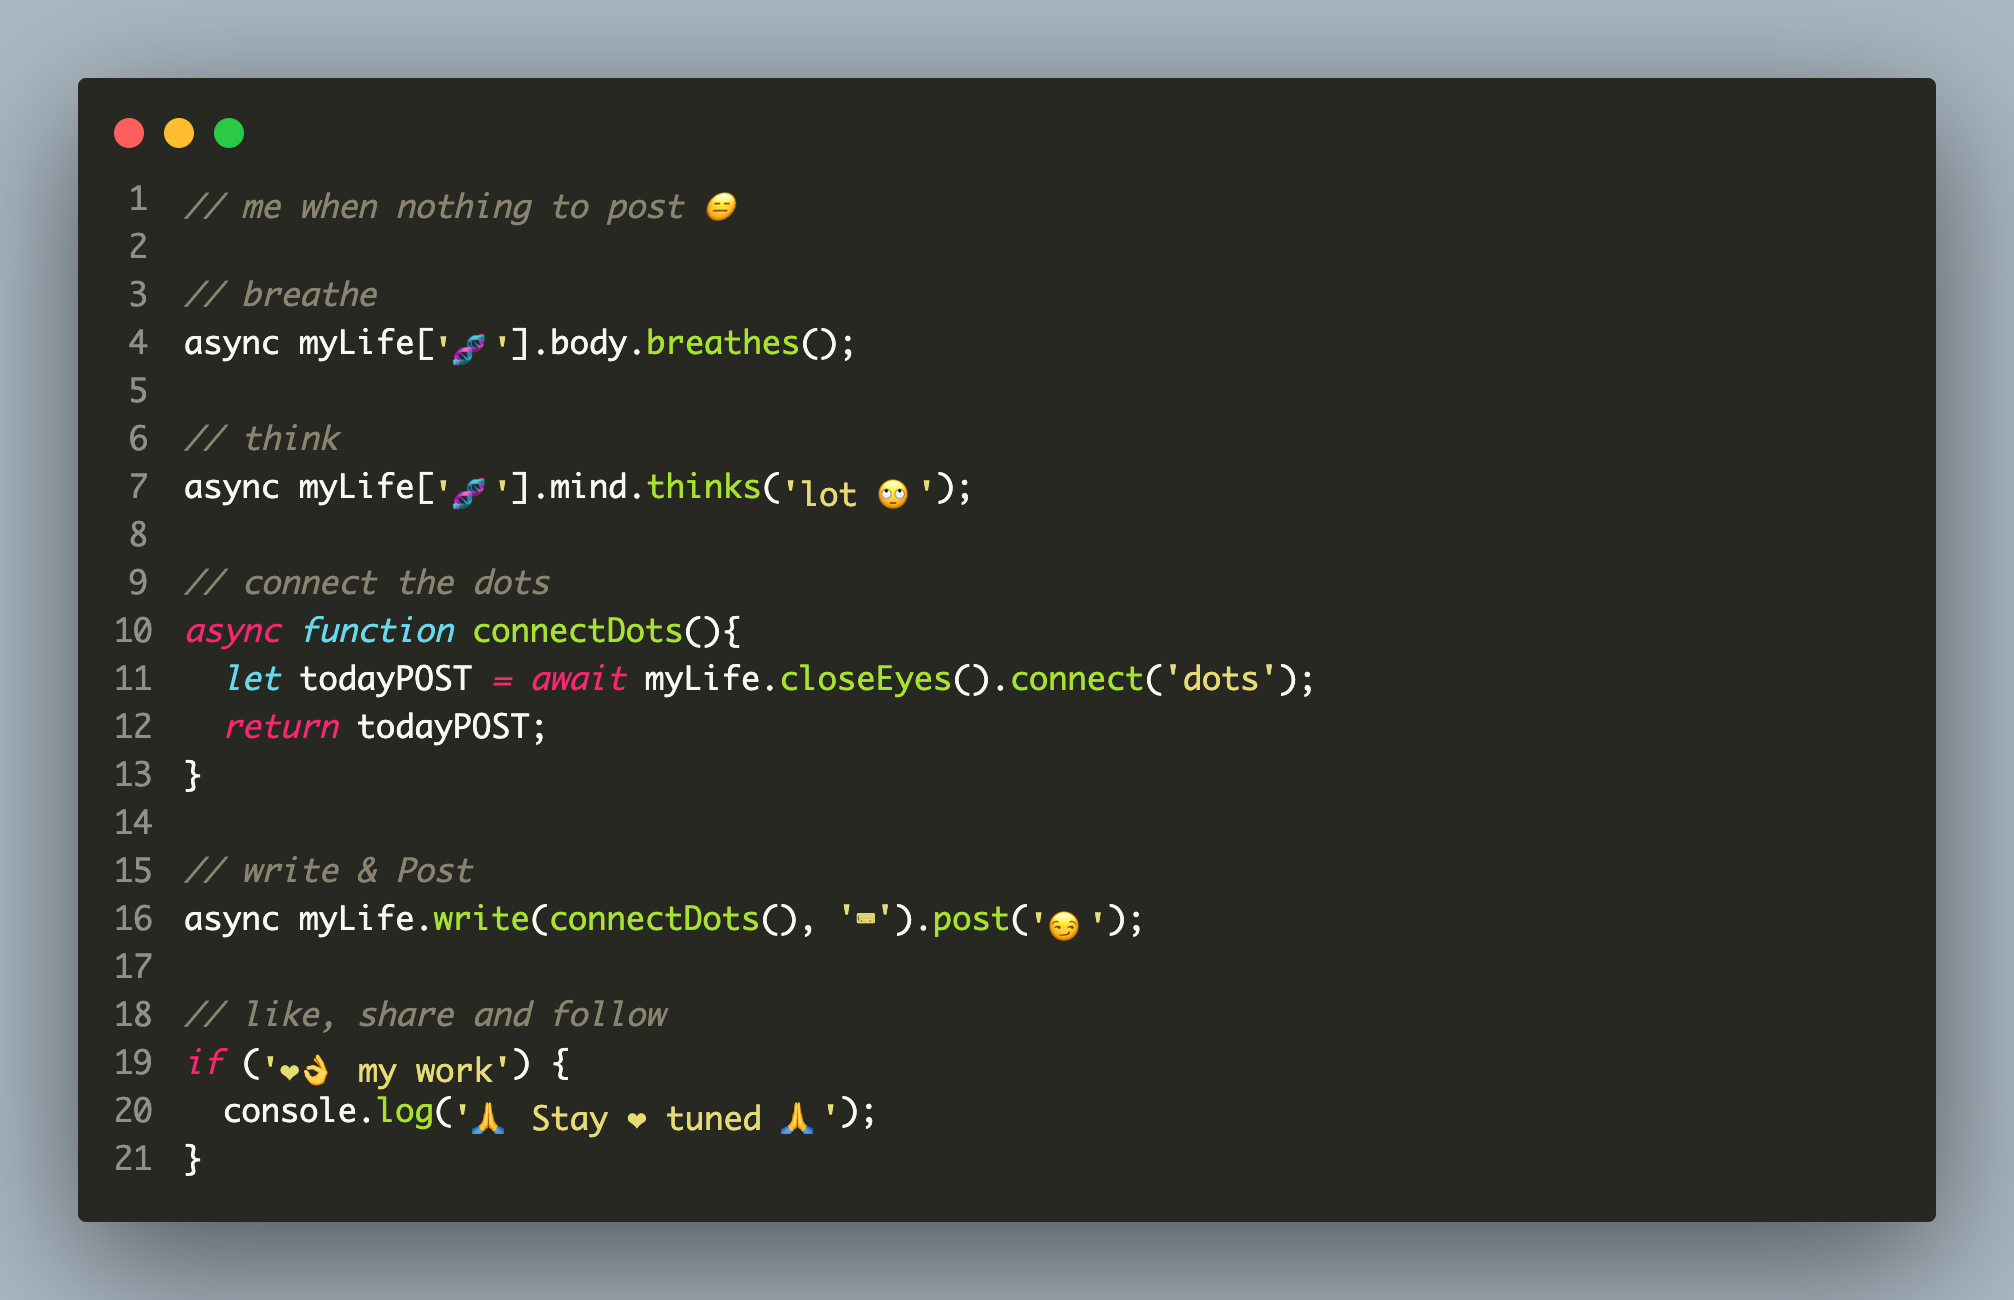 1 // me when nothing to post 😑
2
3 // breathe
4 async myLife['🧬'].body.breathes();
5
6 // think
7 async myLife['🧬'].mind.thinks('lot 🙄');
8
9 // connect the dots
10 async function connectDots(){
11   let todayPOST = await myLife.closeEyes().connect('dots');
12   return todayPOST;
13 }
14
15 // write & Post
16 async myLife.write(connectDots(), '⌨').post('😏');
17
18 // like, share and follow
19 if ('❤👌 my work') {
20   console.log('🙏 Stay ❤ tuned 🙏');
21 }